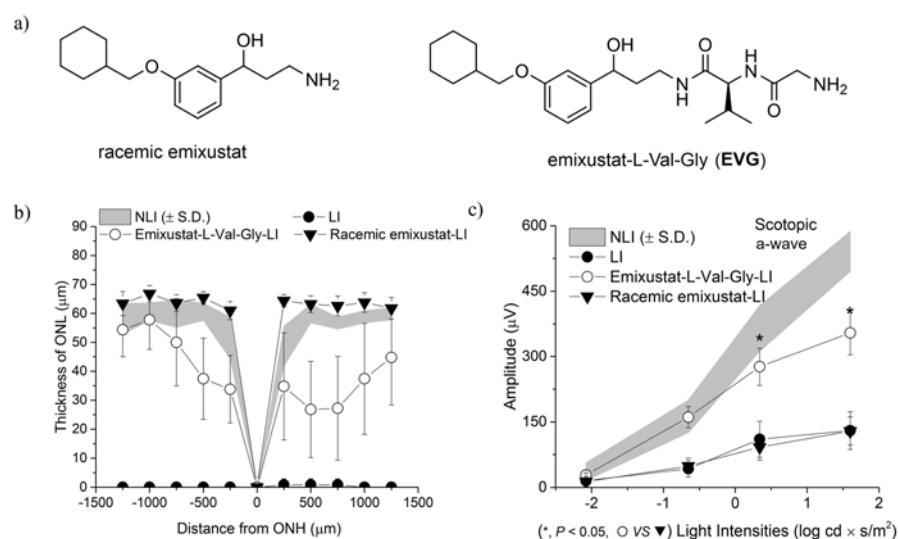 a)
OH
O
NH₂
racemic emixustat
OH
O
N
H
O
H
N
O
NH₂
emixustat-L-Val-Gly (EVG)
b)
NLI (± S.D.)
LI
Emixustat-L-Val-Gly-LI
Racemic emixustat-LI
Thickness of ONL (μm)
90
80
70
60
50
40
30
20
10
0
-1500 -1000 -500 0 500 1000 1500
Distance from ONH (μm)
c)
Scotopic
a-wave
NLI (± S.D.)
LI
Emixustat-L-Val-Gly-LI
Racemic emixustat-LI
Amplitude (μV)
600
450
300
150
0
*
*
-2 -1 0 1 2
(*, P < 0.05, ○ VS ▼) Light Intensities (log cd × s/m²)